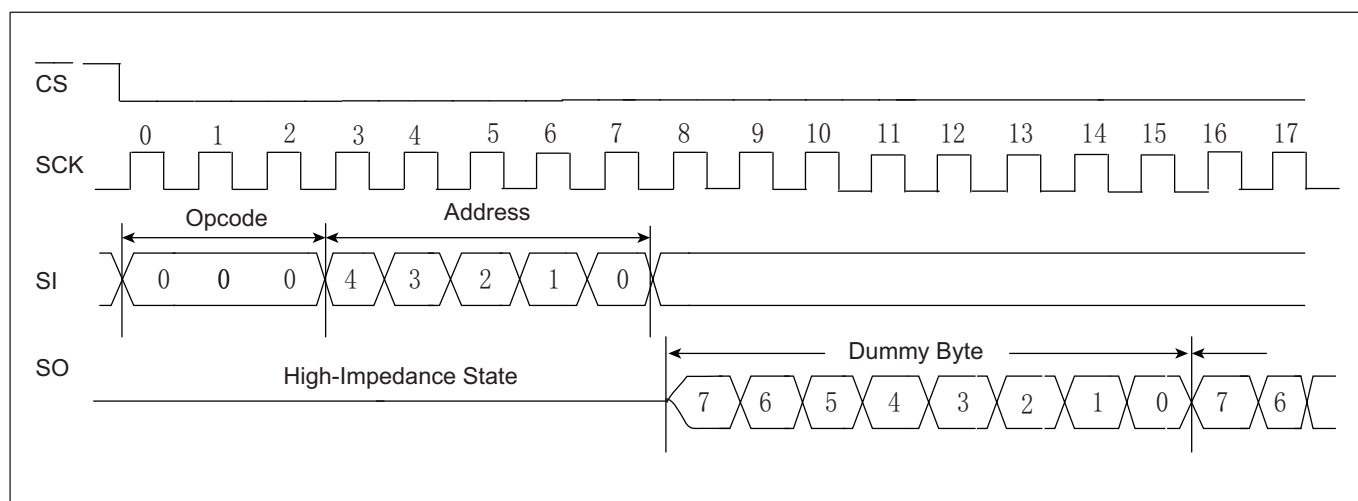 CS
0 1 2 3 4 5 6 7 8 9 10 11 12 13 14 15 16 17
SCK
Opcode Address
SI 0 0 0 4 3 2 1 0
SO High-Impedance State Dummy Byte
7 6 5 4 3 2 1 0 7 6